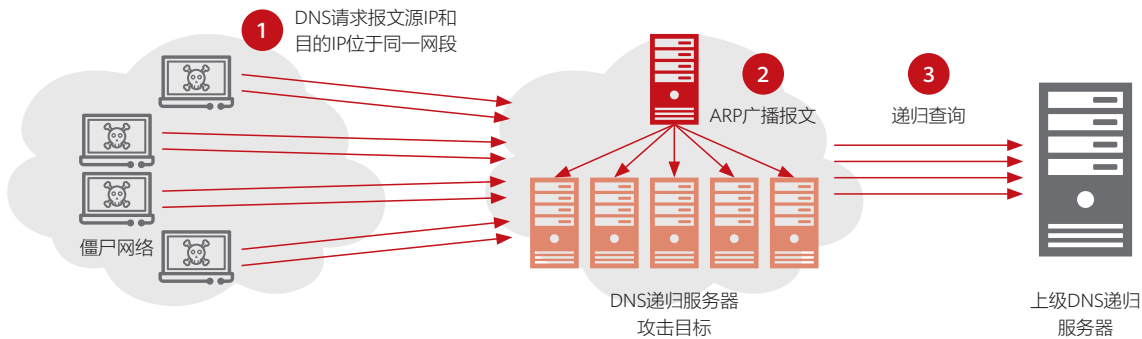 1
DNS请求报文源IP和
目的IP位于同一网段
2
ARP广播报文
3
递归查询
僵尸网络
DNS递归服务器
攻击目标
上级DNS递归
服务器